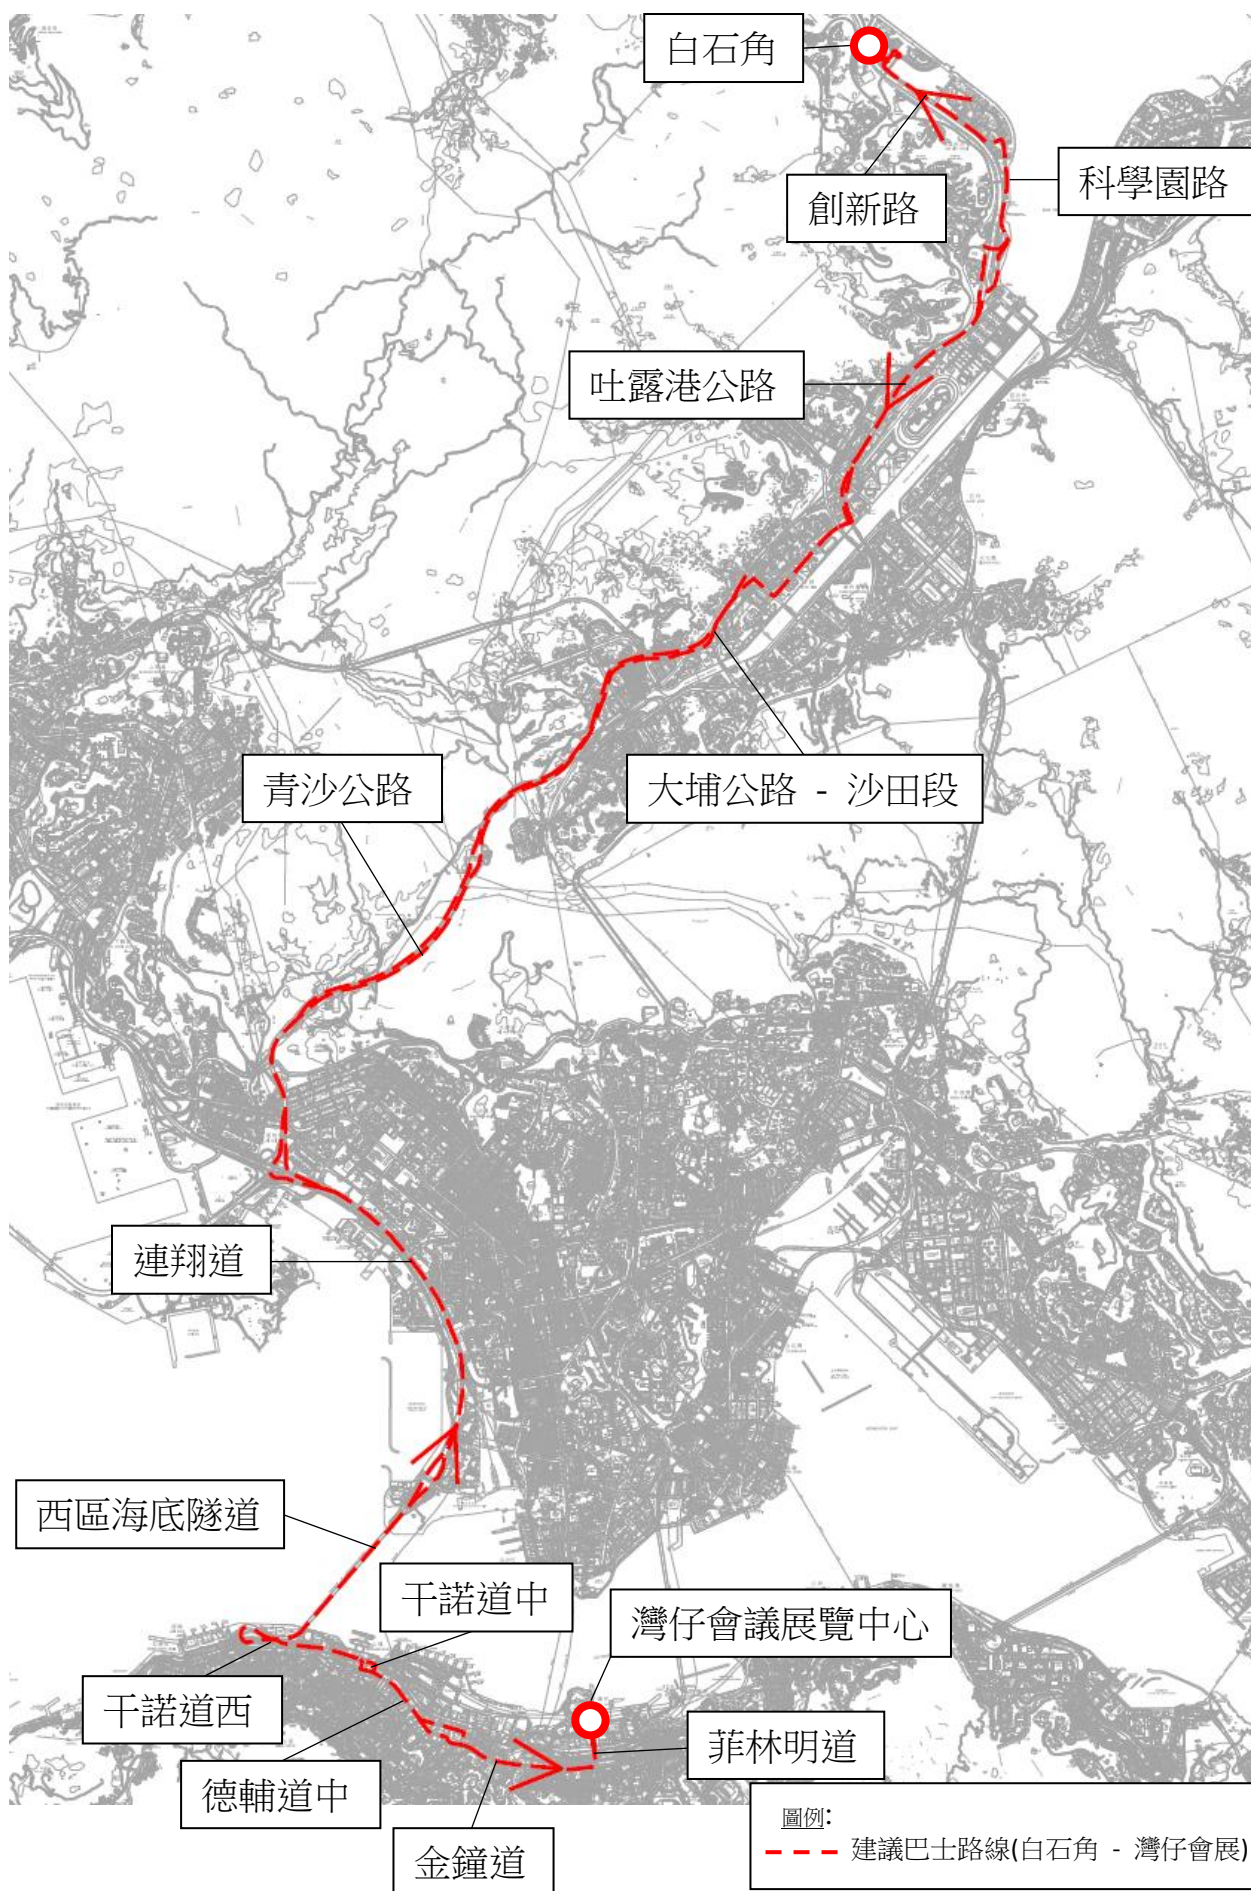 白石角
科學園路
創新路
吐露港公路
青沙公路
大埔公路 - 沙田段
連翔道
西區海底隧道
干諾道中
灣仔會議展覽中心
干諾道西
菲林明道
德輔道中
金鐘道
圖例:
建議巴士路線(白石角 - 灣仔會展)